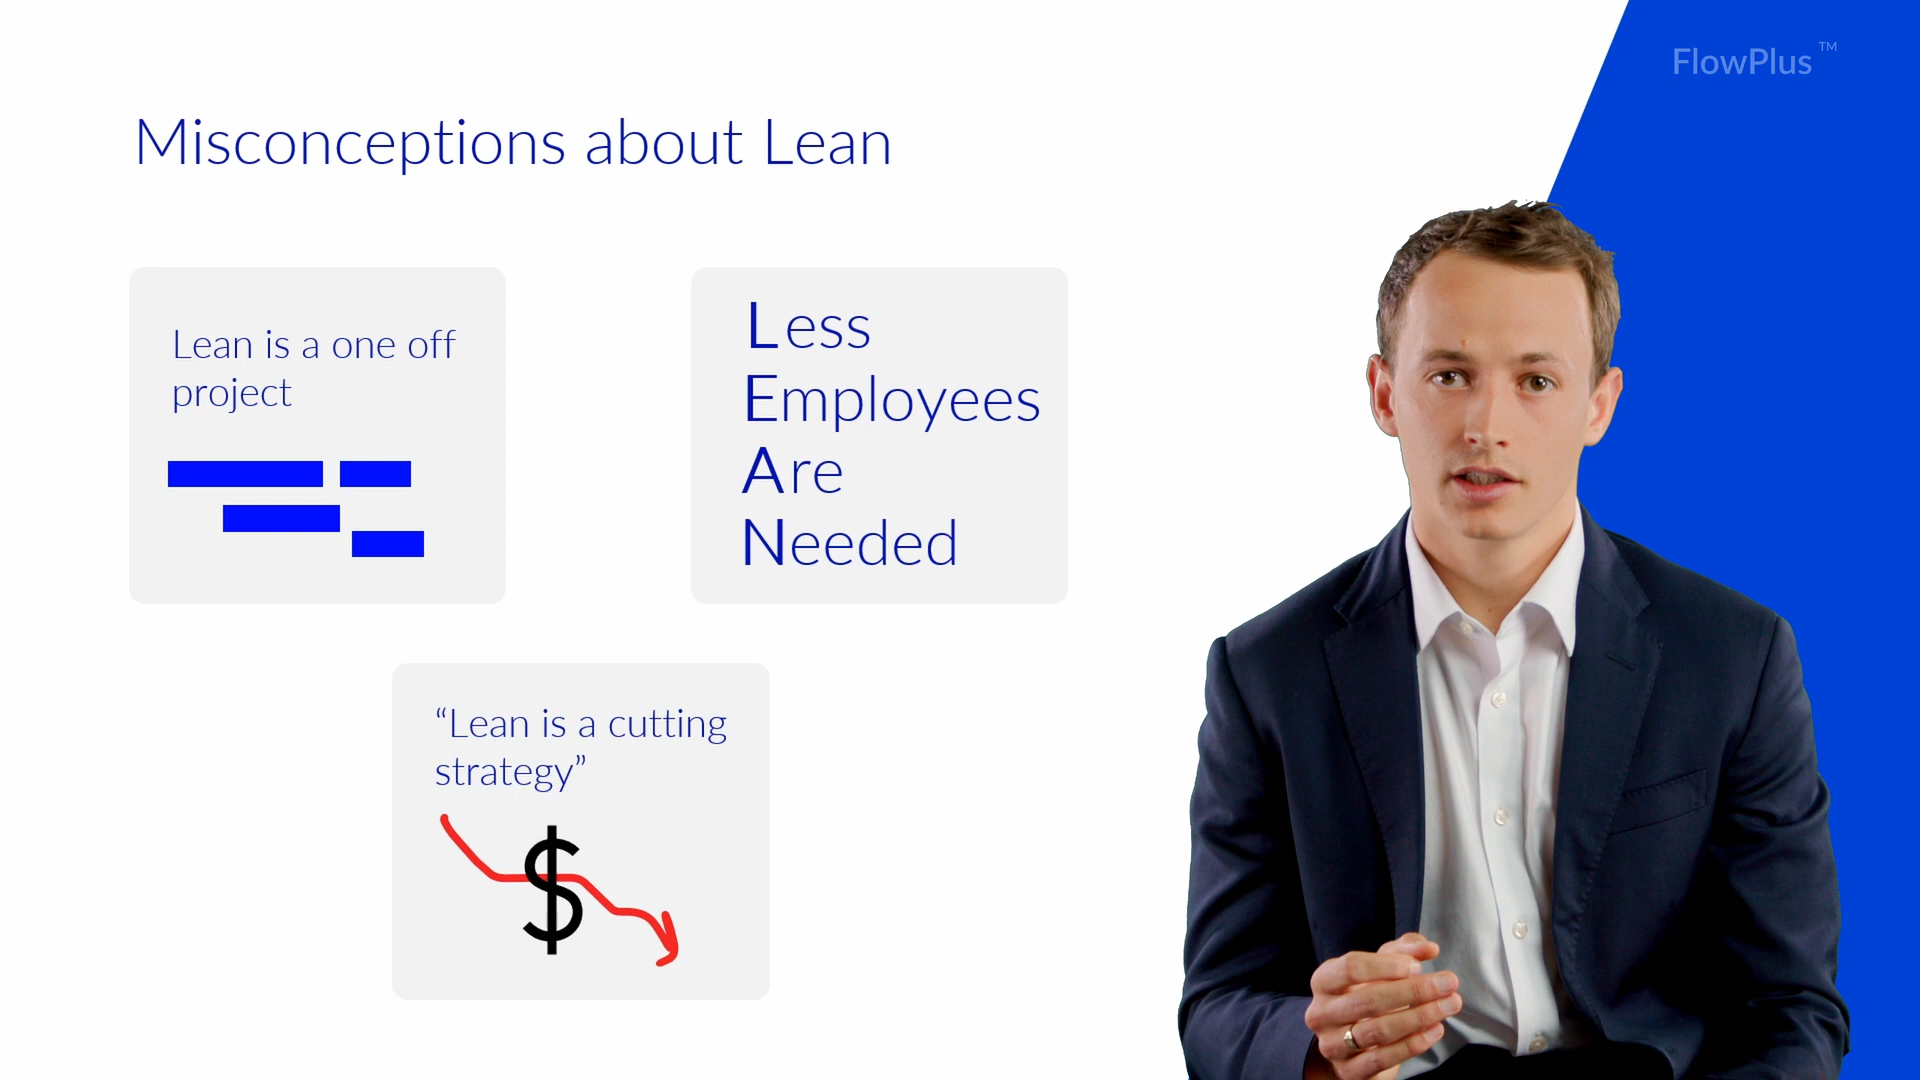 FlowPlus™
Misconceptions about Lean
Lean is a one off
project
Less
Employees
Are
Needed
“Lean is a cutting
strategy”
$